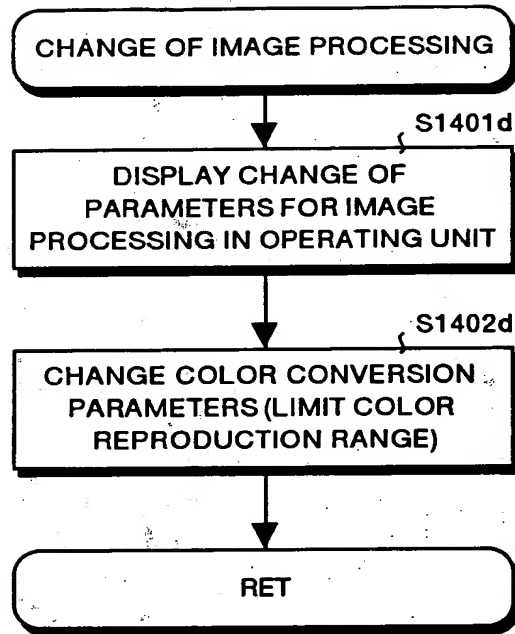 CHANGE OF IMAGE PROCESSING
S1401d
DISPLAY CHANGE OF
PARAMETERS FOR IMAGE
PROCESSING IN OPERATING UNIT
S1402d
CHANGE COLOR CONVERSION
PARAMETERS (LIMIT COLOR
REPRODUCTION RANGE)
RET